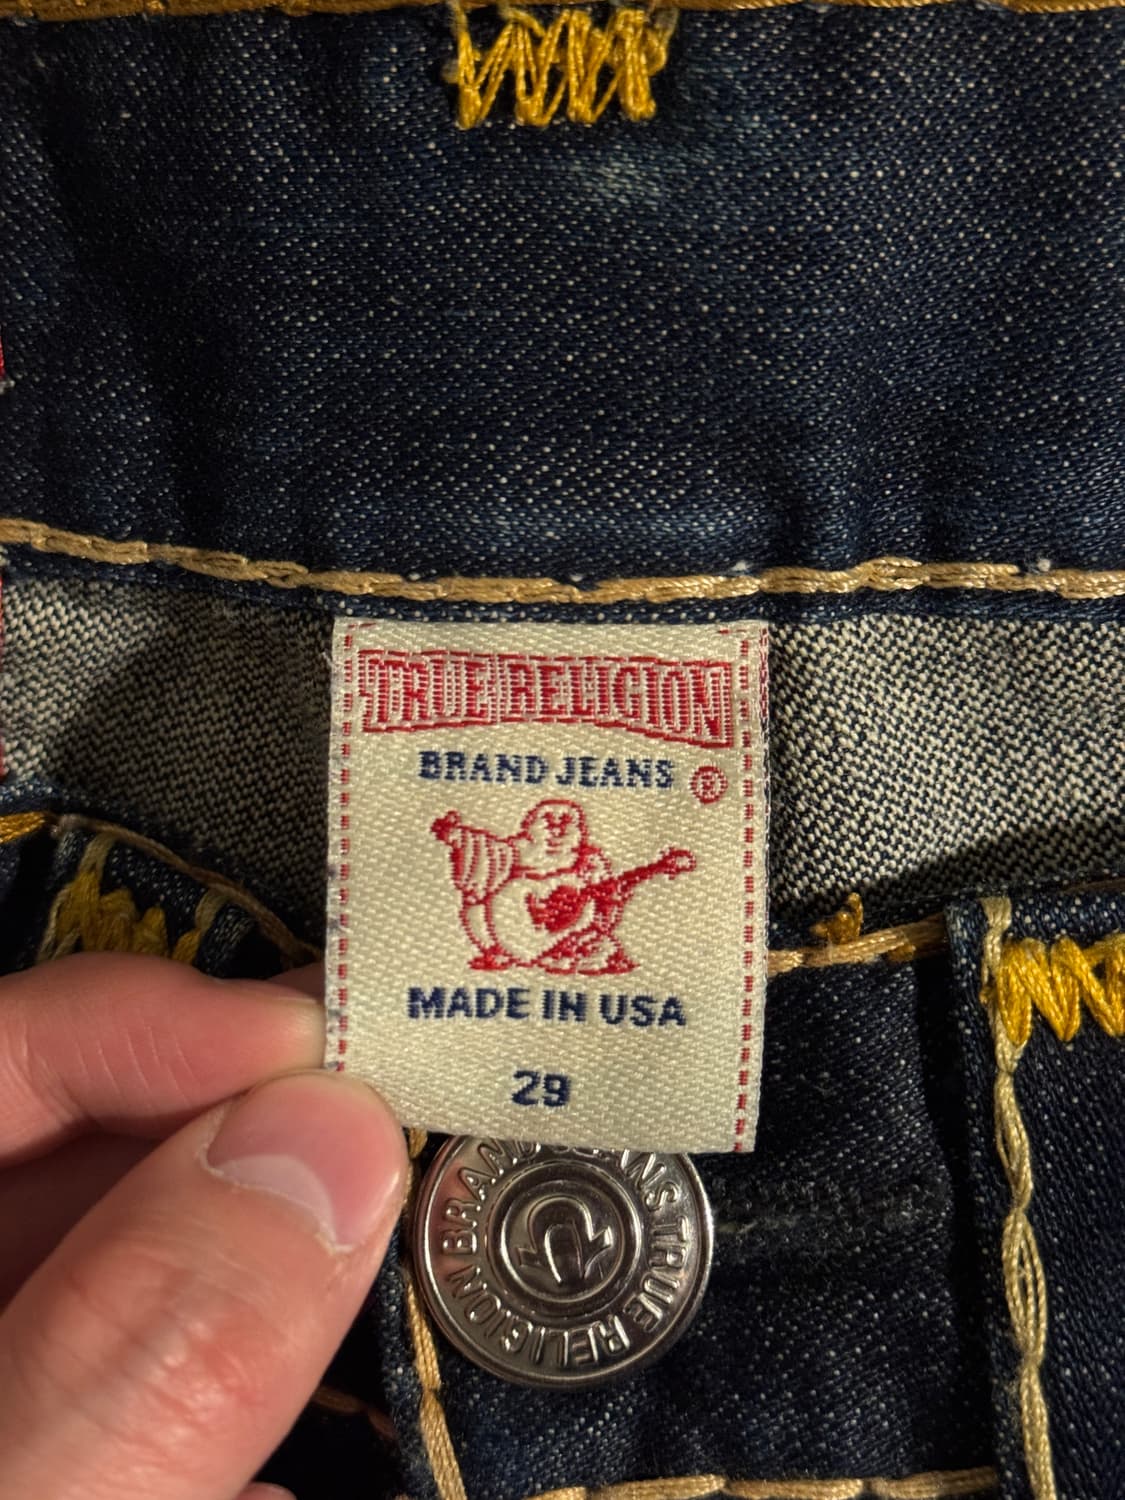 TRUE RELIGION
BRAND JEANS ®
MADE IN USA
29
BRAND JEANS TRUE RELIGION